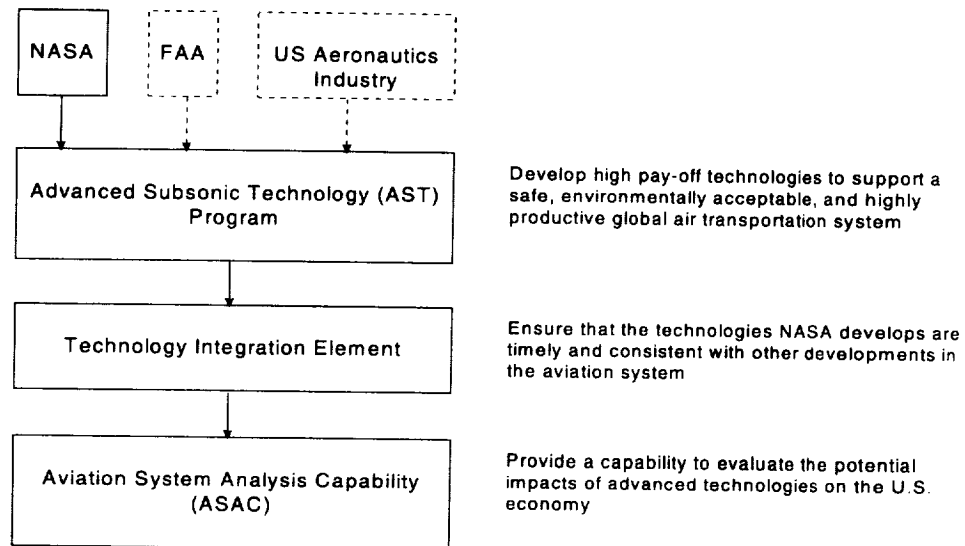 NASA
FAA
US Aeronautics
Industry
Advanced Subsonic Technology (AST)
Program
Develop high pay-off technologies to support a
safe, environmentally acceptable, and highly
productive global air transportation system
Technology Integration Element
Ensure that the technologies NASA develops are
timely and consistent with other developments in
the aviation system
Aviation System Analysis Capability
(ASAC)
Provide a capability to evaluate the potential
impacts of advanced technologies on the U.S.
economy